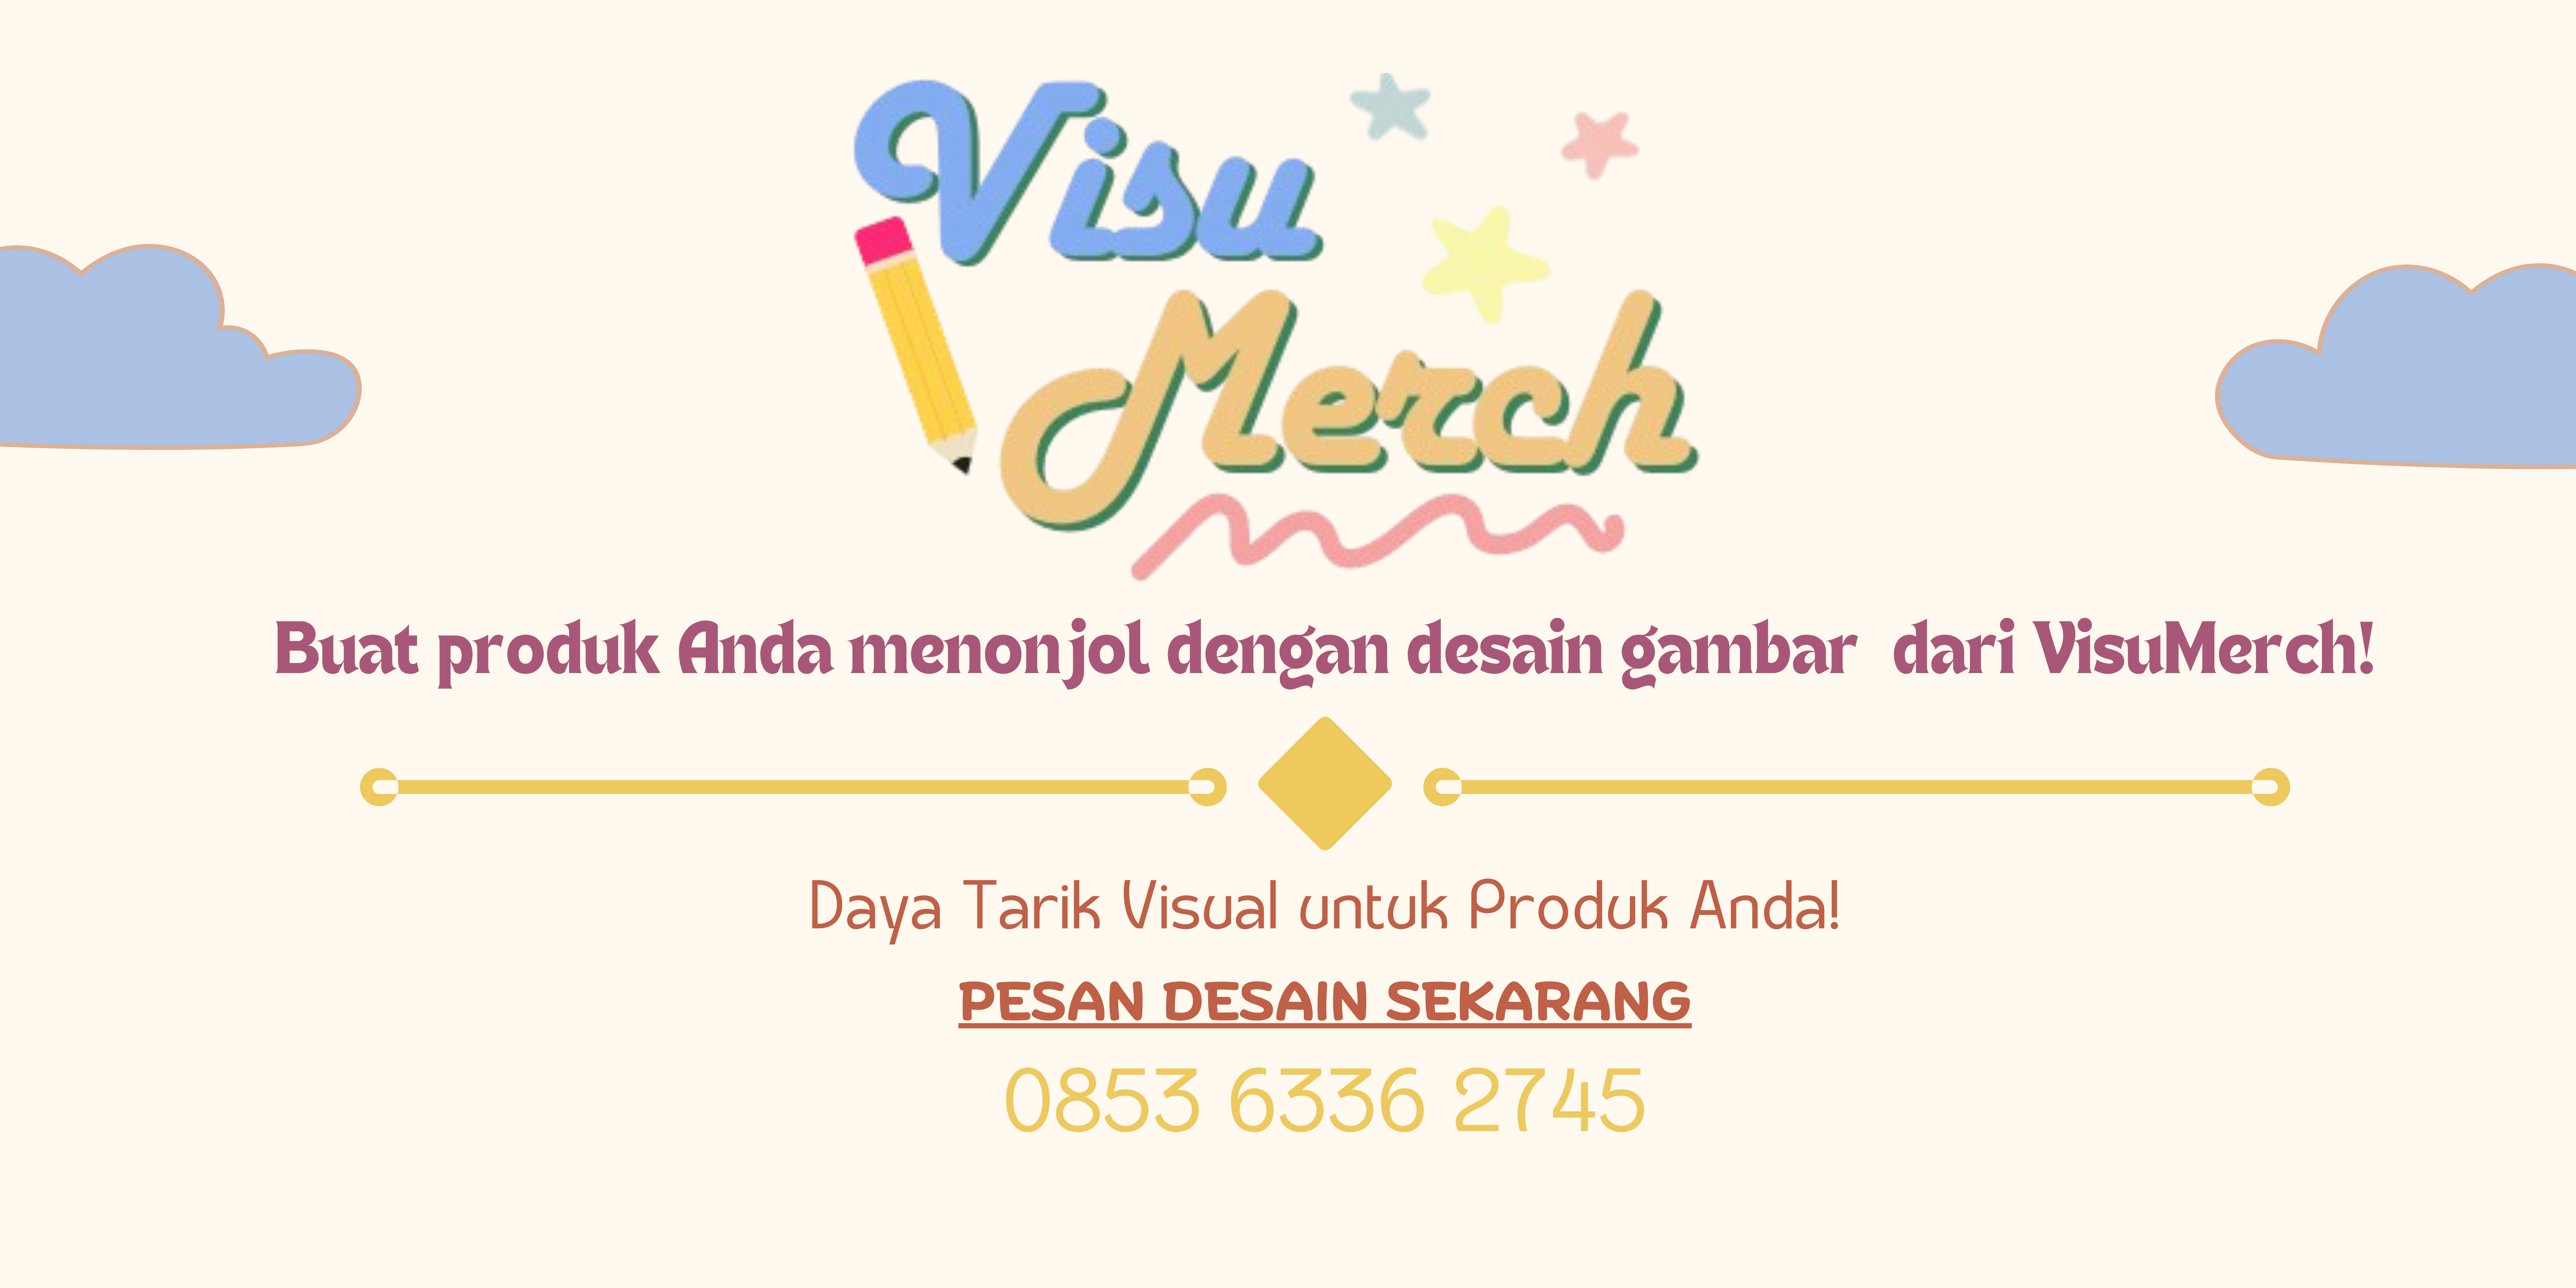 Visu
Merch
Buat produk Anda menonjol dengan desain gambar dari VisuMerch!
Daya Tarik Visual untuk Produk Anda!
PESAN DESAIN SEKARANG
0853 6336 2745